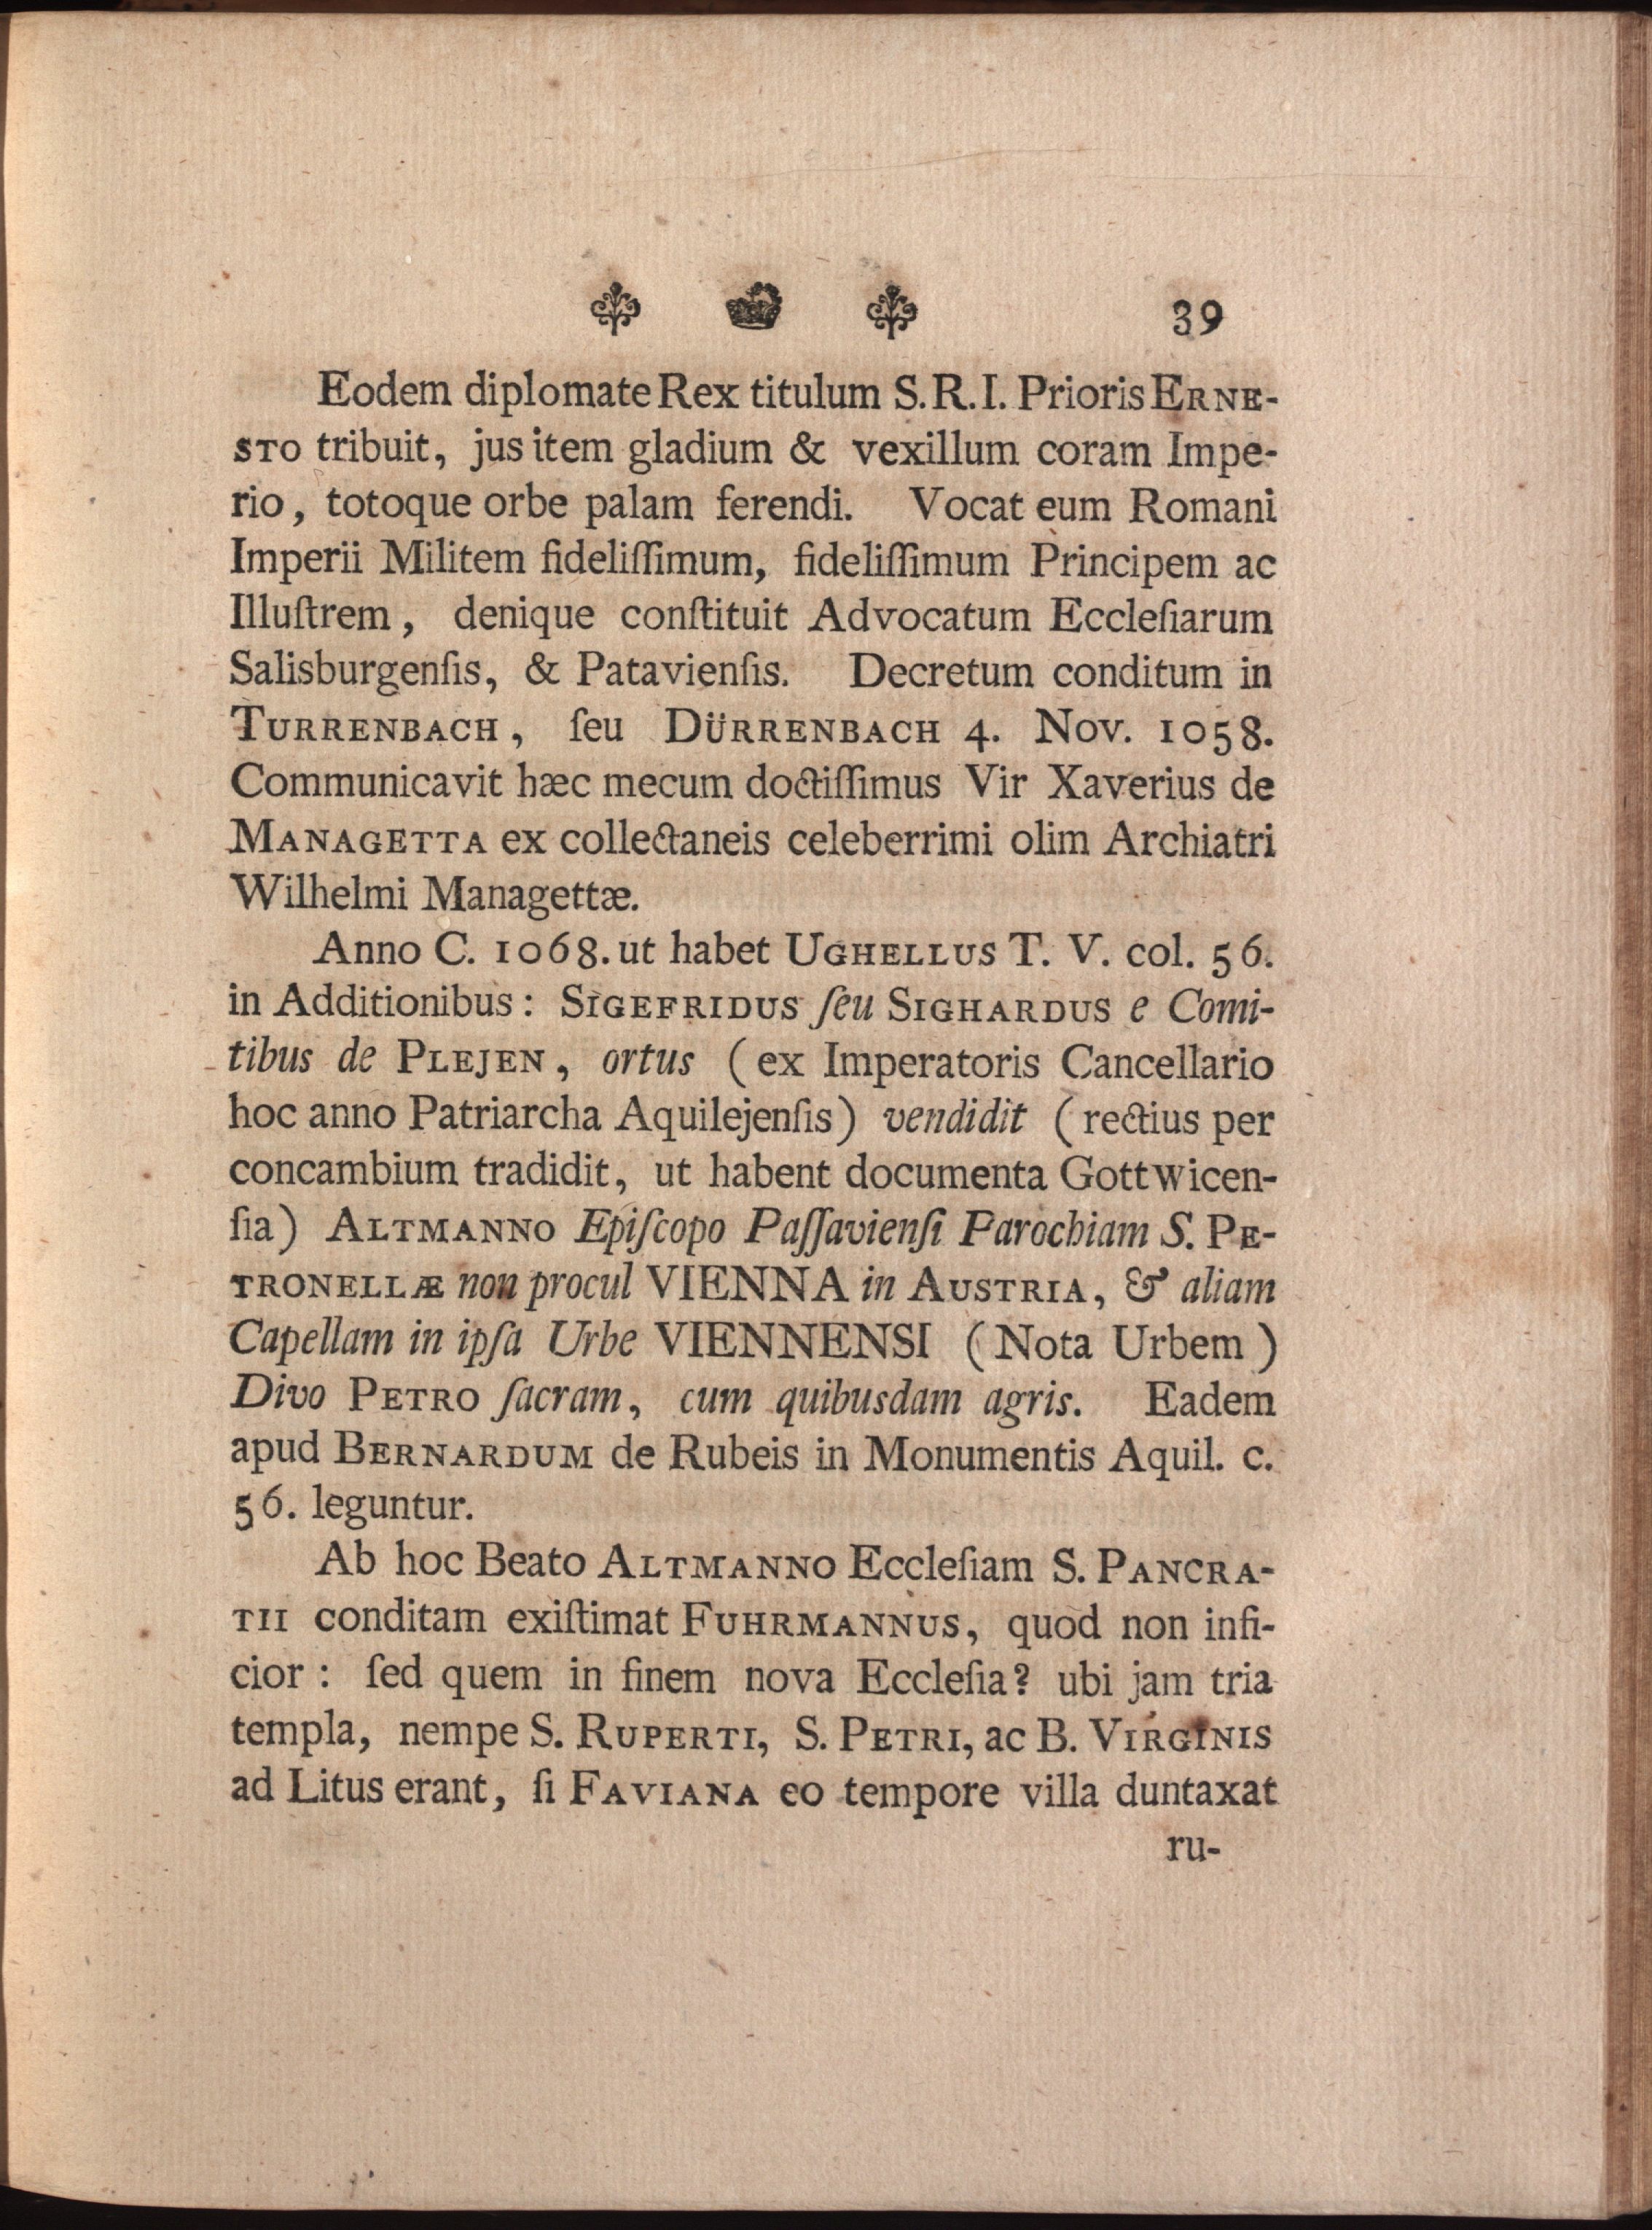 39
Eodem diplomate Rex titulum S. R. I. Prioris ERNE-
STO tribuit, jus item gladium & vexillum coram Impe-
rio, totoque orbe palam ferendi. Vocat eum Romani
Imperii Militem fideliſſimum, fideliſſimum Principem ac
Illuſtrem, denique conſtituit Advocatum Eccleſiarum
Salisburgenſis, & Patavienſis. Decretum conditum in
TURRENBACH, ſeu DÜRRENBACH 4. Nov. 1058.
Communicavit hæc mecum doctiſſimus Vir Xaverius de
MANAGETTA ex collectaneis celeberrimi olim Archiatri
Wilhelmi Managettæ.
Anno C. 1068. ut habet UGHELLUS T. V. col. 56.
in Additionibus: SIGEFRIDUS ſeu SIGHARDUS e Comi-
tibus de PLEJEN, ortus (ex Imperatoris Cancellario
hoc anno Patriarcha Aquilejenſis) vendidit (rectius per
concambium tradidit, ut habent documenta Gottwicen-
ſia) ALTMANNO Epiſcopo Paſſavienſi Parochiam S. PE-
TRONELLÆ non procul VIENNA in AUSTRIA, & aliam
Capellam in ipſa Urbe VIENNENSI (Nota Urbem)
Divo PETRO ſacram, cum quibusdam agris. Eadem
apud BERNARDUM de Rubeis in Monumentis Aquil. c.
56. leguntur.
Ab hoc Beato ALTMANNO Eccleſiam S. PANCRA-
TII conditam exiſtimat FUHRMANNUS, quod non infi-
cior: ſed quem in finem nova Eccleſia? ubi jam tria
templa, nempe S. RUPERTI, S. PETRI, ac B. VIRGINIS
ad Litus erant, ſi FAVIANA eo tempore villa duntaxat
ru-